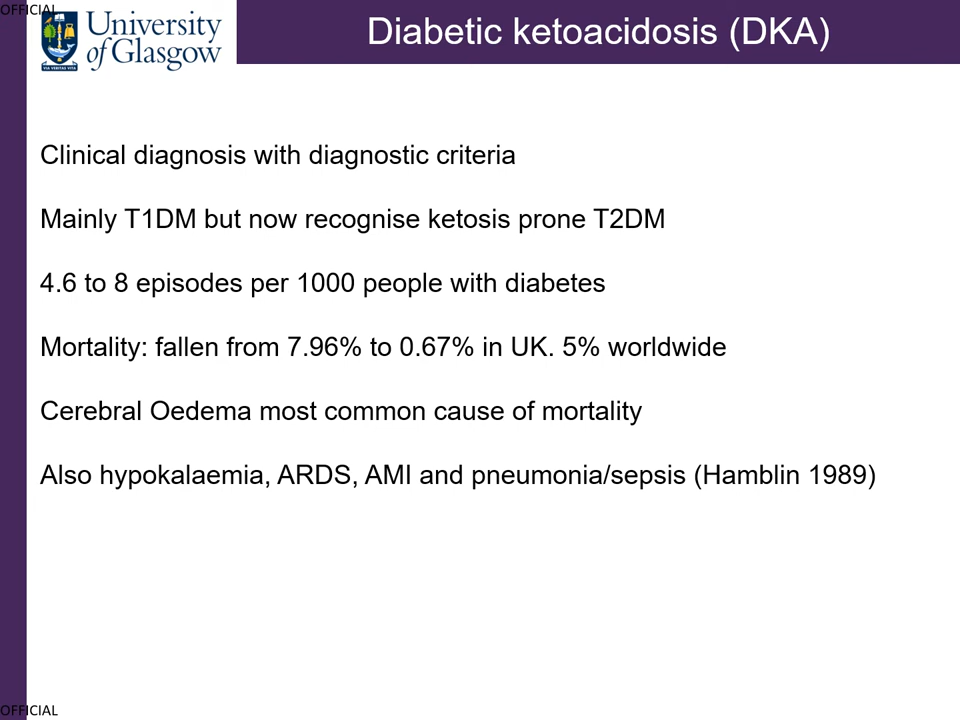 OFFICIAL
University
of Glasgow
VIA VERITAS VITA
Diabetic ketoacidosis (DKA)
Clinical diagnosis with diagnostic criteria
Mainly T1DM but now recognise ketosis prone T2DM
4.6 to 8 episodes per 1000 people with diabetes
Mortality: fallen from 7.96% to 0.67% in UK. 5% worldwide
Cerebral Oedema most common cause of mortality
Also hypokalaemia, ARDS, AMI and pneumonia/sepsis (Hamblin 1989)
OFFICIAL